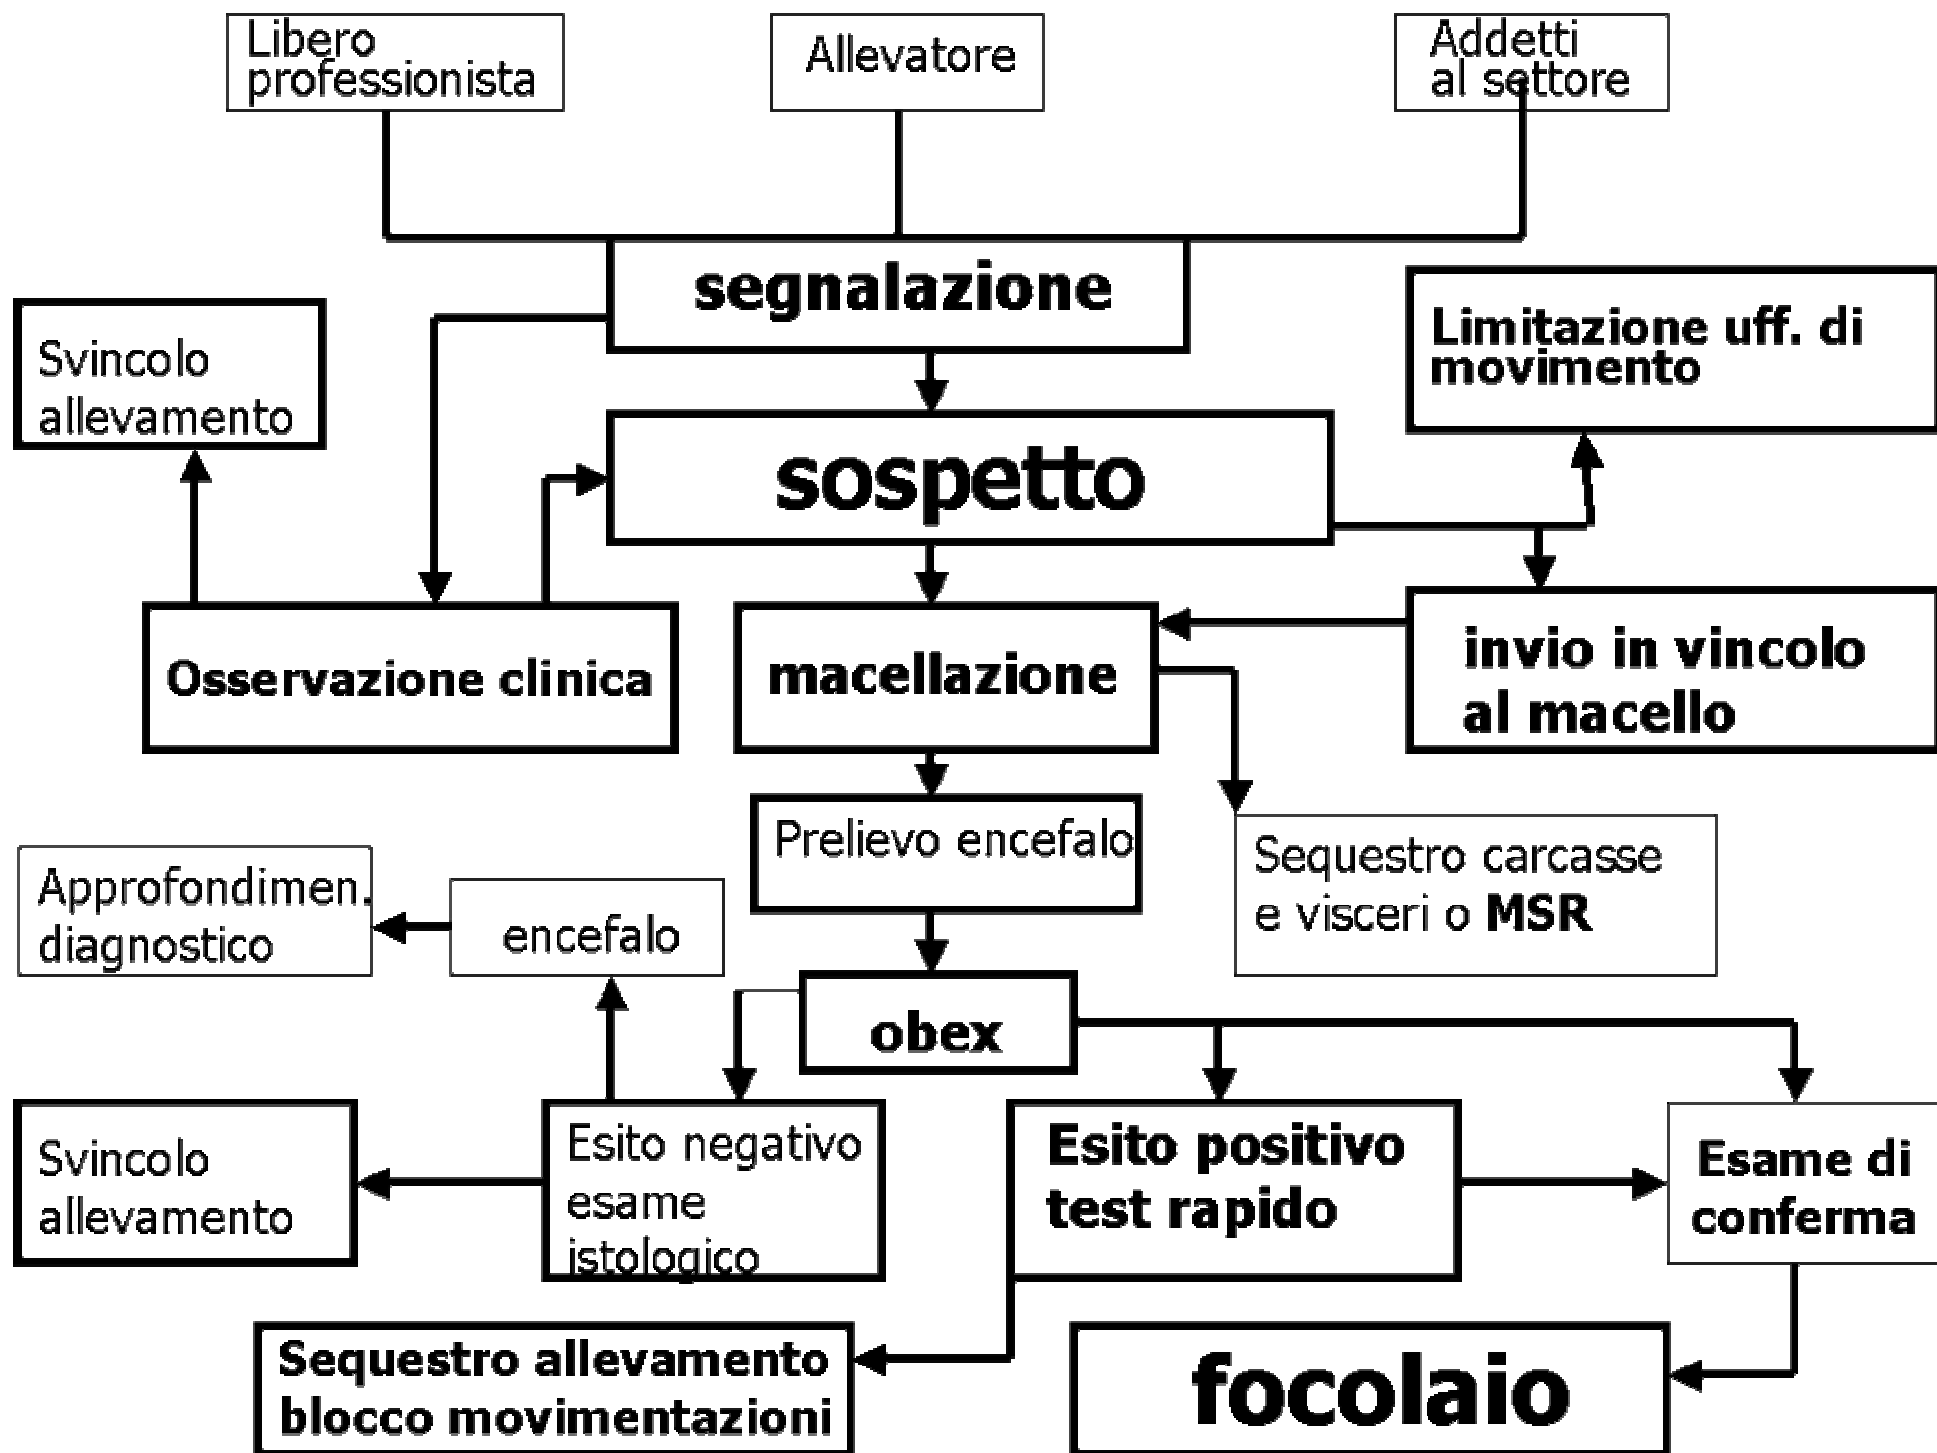 Libero
professionista
Allevatore
Addetti
al settore
segnalazione
Limitazione uff. di
movimento
Svincolo
allevamento
sospetto
Osservazione clinica
macellazione
invio in vincolo
al macello
Prelievo encefalo
Sequestro carcasse
e visceri o MSR
Approfondimen.
diagnostico
encefalo
obex
Svincolo
allevamento
Esito negativo
esame
istologico
Esito positivo
test rapido
Esame di
conferma
Sequestro allevamento
blocco movimentazioni
focolaio